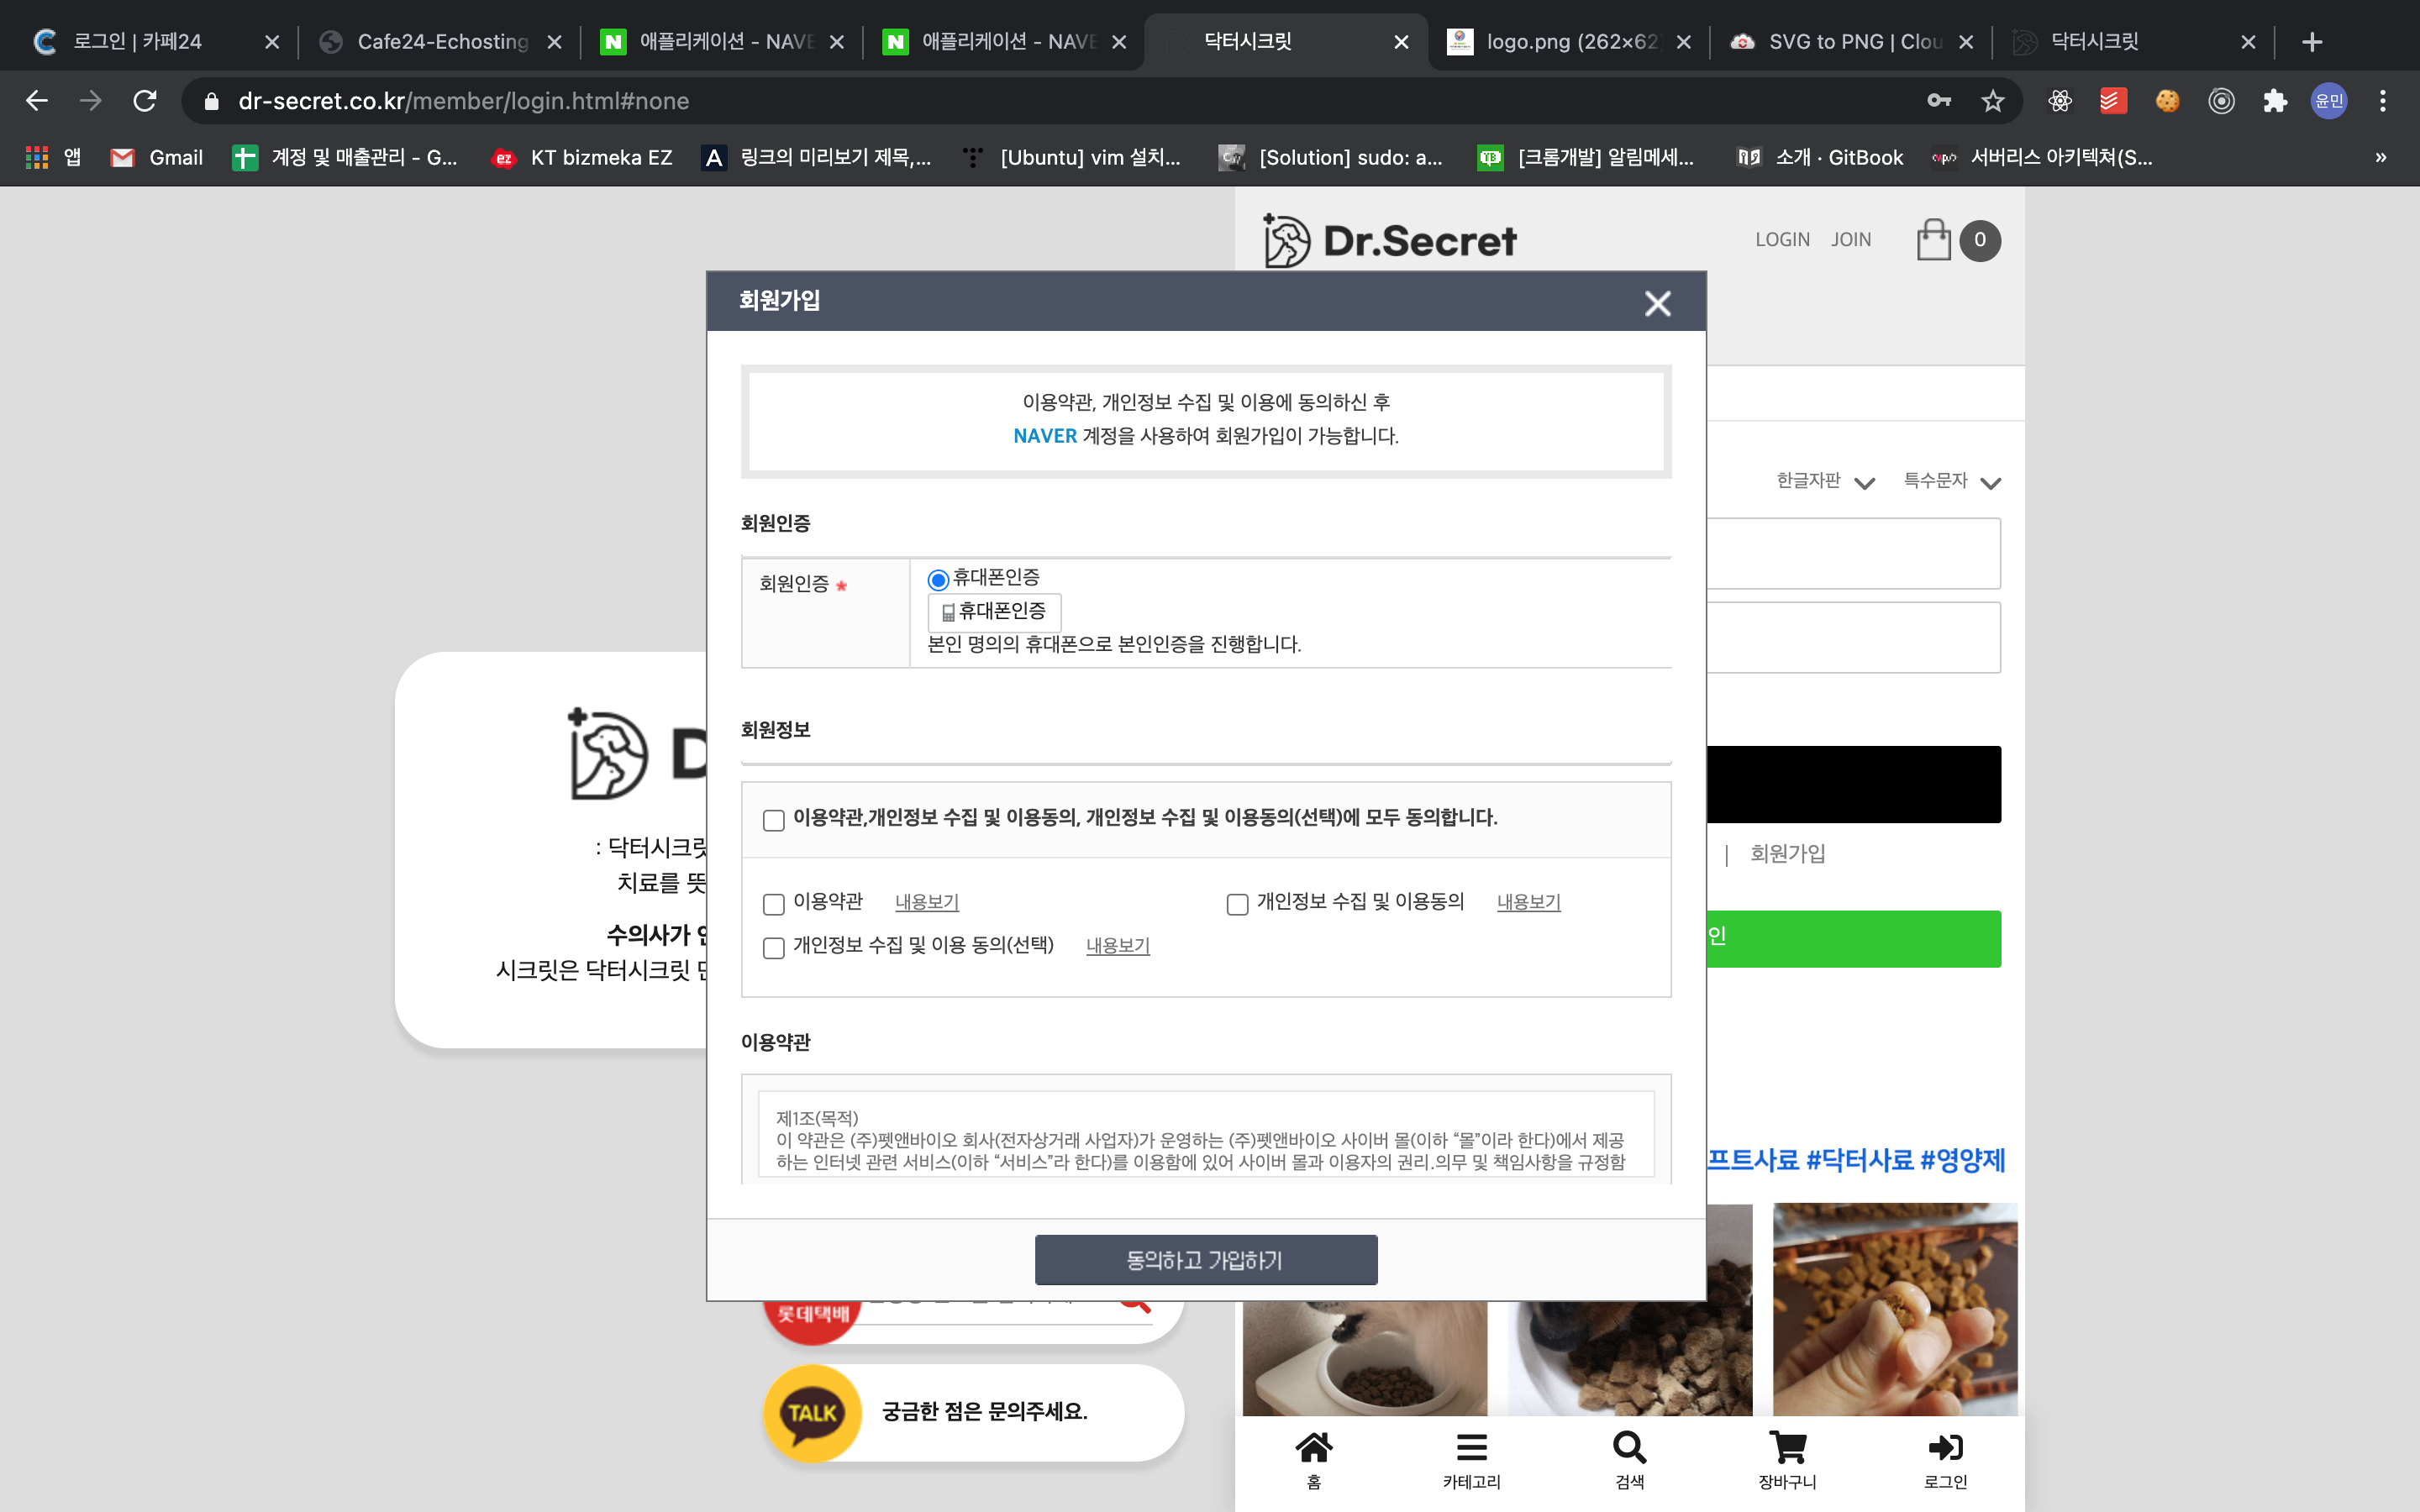 로그인 | 카페24
Cafe24-Echosting
애플리케이션 - NAVE
애플리케이션 - NAVE
닥터시크릿
logo.png (262×62
SVG to PNG | Clou
닥터시크릿
dr-secret.co.kr/member/login.html#none
윤민
앱
Gmail
계정 및 매출관리 - G...
KT bizmeka EZ
링크의 미리보기 제목,...
[Ubuntu] vim 설치...
[Solution] sudo: a...
[크롬개발] 알림메세...
소개 · GitBook
서버리스 아키텍쳐(S...
»
Dr.Secret
LOGIN
JOIN
0
회원가입
이용약관, 개인정보 수집 및 이용에 동의하신 후
NAVER 계정을 사용하여 회원가입이 가능합니다.
한글자판
특수문자
회원인증
회원인증 *
휴대폰인증
휴대폰인증
본인 명의의 휴대폰으로 본인인증을 진행합니다.
회원정보
이용약관,개인정보 수집 및 이용동의, 개인정보 수집 및 이용동의(선택)에 모두 동의합니다.
이용약관 내용보기
개인정보 수집 및 이용동의 내용보기
개인정보 수집 및 이용 동의(선택) 내용보기
| 회원가입
인
D
: 닥터시크릿
치료를 뜻
수의사가
시크릿은 닥터시크릿
이용약관
제1조(목적)
이 약관은 (주)펫앤바이오 회사(전자상거래 사업자)가 운영하는 (주)펫앤바이오 사이버 몰(이하 “몰”이라 한다)에서 제공
하는 인터넷 관련 서비스(이하 “서비스”라 한다)를 이용함에 있어 사이버 몰과 이용자의 권리.의무 및 책임사항을 규정함
프트사료 #닥터사료 #영양제
동의하고 가입하기
롯데택배
TALK
궁금한 점은 문의주세요.
홈
카테고리
검색
장바구니
로그인